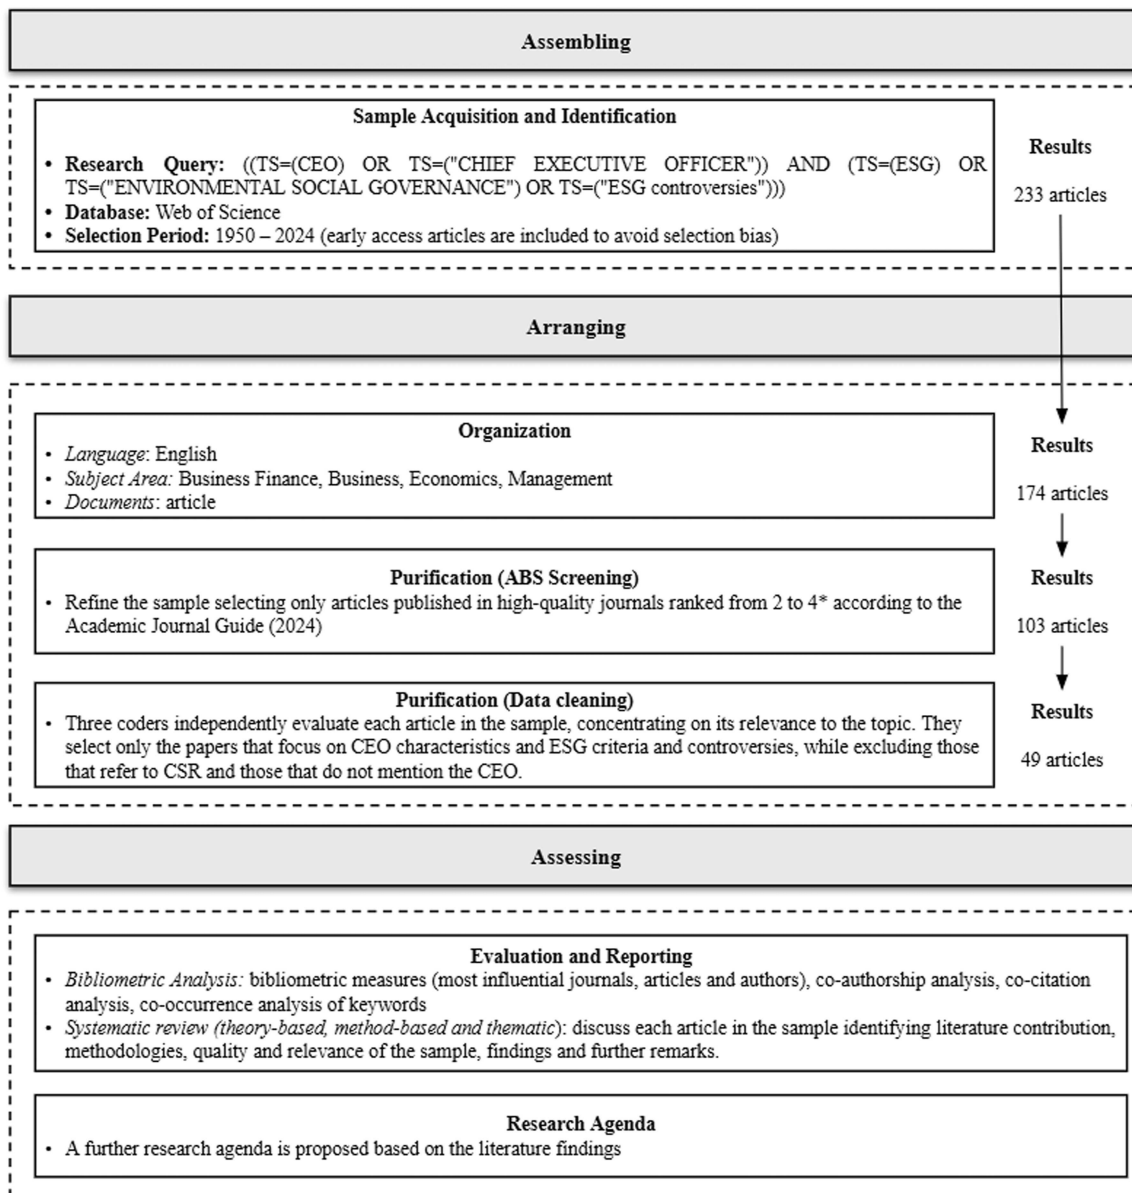 Assembling
Sample Acquisition and Identification
• Research Query: ((TS=(CEO) OR TS=("CHIEF EXECUTIVE OFFICER")) AND (TS=(ESG) OR
TS=("ENVIRONMENTAL SOCIAL GOVERNANCE") OR TS=("ESG controversies")))
• Database: Web of Science
• Selection Period: 1950 – 2024 (early access articles are included to avoid selection bias)
Results
233 articles
Arranging
Organization
• Language: English
• Subject Area: Business Finance, Business, Economics, Management
• Documents: article
Results
174 articles
Purification (ABS Screening)
• Refine the sample selecting only articles published in high-quality journals ranked from 2 to 4* according to the
Academic Journal Guide (2024)
Results
103 articles
Purification (Data cleaning)
• Three coders independently evaluate each article in the sample, concentrating on its relevance to the topic. They
select only the papers that focus on CEO characteristics and ESG criteria and controversies, while excluding those
that refer to CSR and those that do not mention the CEO.
Results
49 articles
Assessing
Evaluation and Reporting
• Bibliometric Analysis: bibliometric measures (most influential journals, articles and authors), co-authorship analysis, co-citation
analysis, co-occurrence analysis of keywords
• Systematic review (theory-based, method-based and thematic): discuss each article in the sample identifying literature contribution,
methodologies, quality and relevance of the sample, findings and further remarks.
Research Agenda
• A further research agenda is proposed based on the literature findings